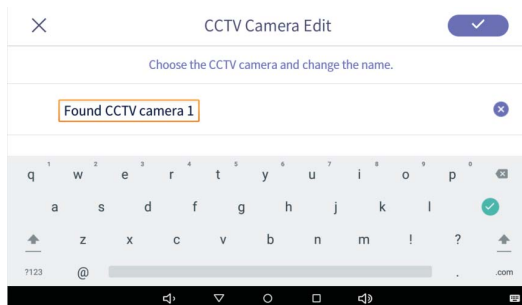 CCTV Camera Edit
Choose the CCTV camera and change the name.
Found CCTV camera 1
q 1 w 2 e 3 r 4 t 5 y 6 u 7 i 8 o 9 p 0
a s d f g h j k l
z x c v b n m ! ?
?123 @ . .com